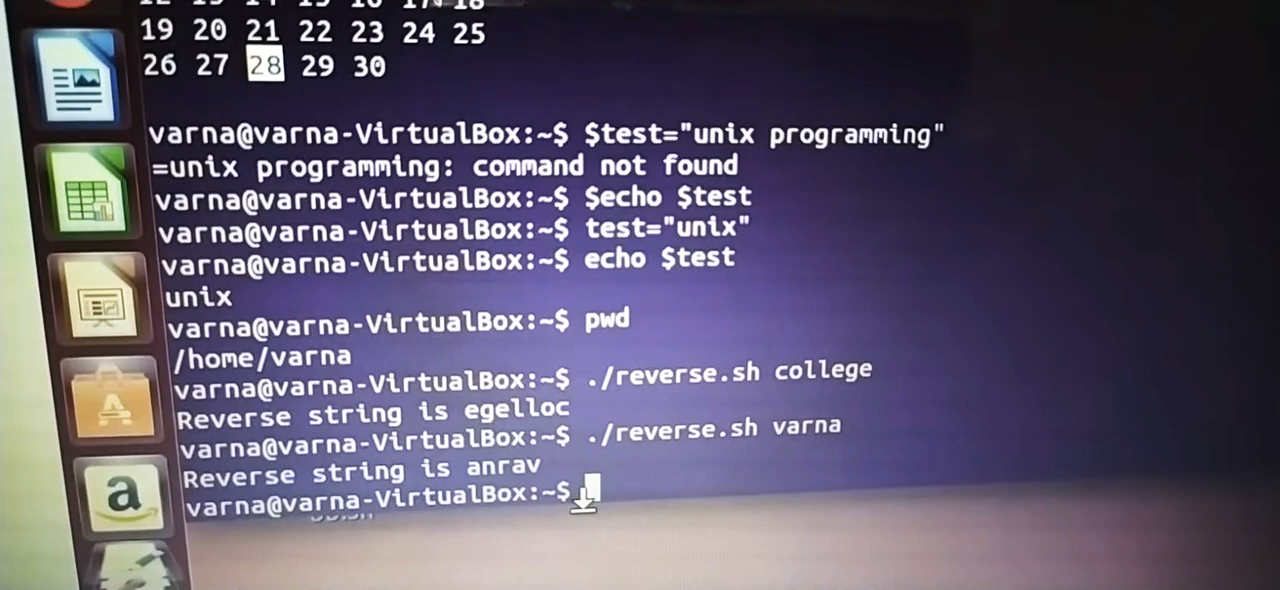 19 20 21 22 23 24 25
26 27 28 29 30
varna@varna-VirtualBox:~$ $test="unix programming"
=unix programming: command not found
varna@varna-VirtualBox:~$ $echo $test
varna@varna-VirtualBox:~$ test="unix"
varna@varna-VirtualBox:~$ echo $test
unix
varna@varna-VirtualBox:~$ pwd
/home/varna
varna@varna-VirtualBox:~$ ./reverse.sh college
Reverse string is egelloc
varna@varna-VirtualBox:~$ ./reverse.sh varna
Reverse string is anrav
varna@varna-VirtualBox:~$